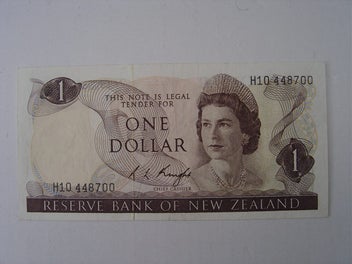 H10 448700
1
THIS NOTE IS LEGAL
TENDER FOR
ONE
DOLLAR
1
H10 448700
CHIEF CASHIER
RESERVE BANK OF NEW ZEALAND